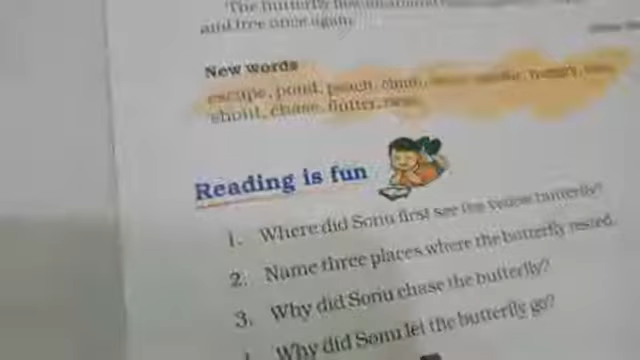 The butterfly
and free once again.
New words
escape, pond, peach, climb, hungry,
shout, chase, flutter,
Reading is fun
1. Where did Sonu first see the yellow butterfly?
2. Name three places where the butterfly rested.
3. Why did Sonu chase the butterfly?
Why did Sonu let the butterfly go?